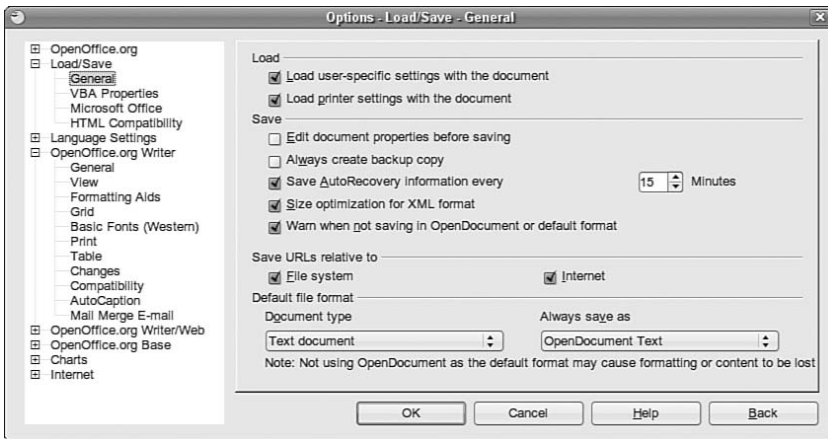 Options - Load/Save - General
OpenOffice.org
Load/Save
General
VBA Properties
Microsoft Office
HTML Compatibility
Language Settings
OpenOffice.org Writer
General
View
Formatting Aids
Grid
Basic Fonts (Western)
Print
Table
Changes
Compatibility
AutoCaption
Mail Merge E-mail
OpenOffice.org Writer/Web
OpenOffice.org Base
Charts
Internet
Load
Load user-specific settings with the document
Load printer settings with the document
Save
Edit document properties before saving
Always create backup copy
Save AutoRecovery information every 15 Minutes
Size optimization for XML format
Warn when not saving in OpenDocument or default format
Save URLs relative to
File system Internet
Default file format
Document type Always save as
Text document OpenDocument Text
Note: Not using OpenDocument as the default format may cause formatting or content to be lost
OK Cancel Help Back